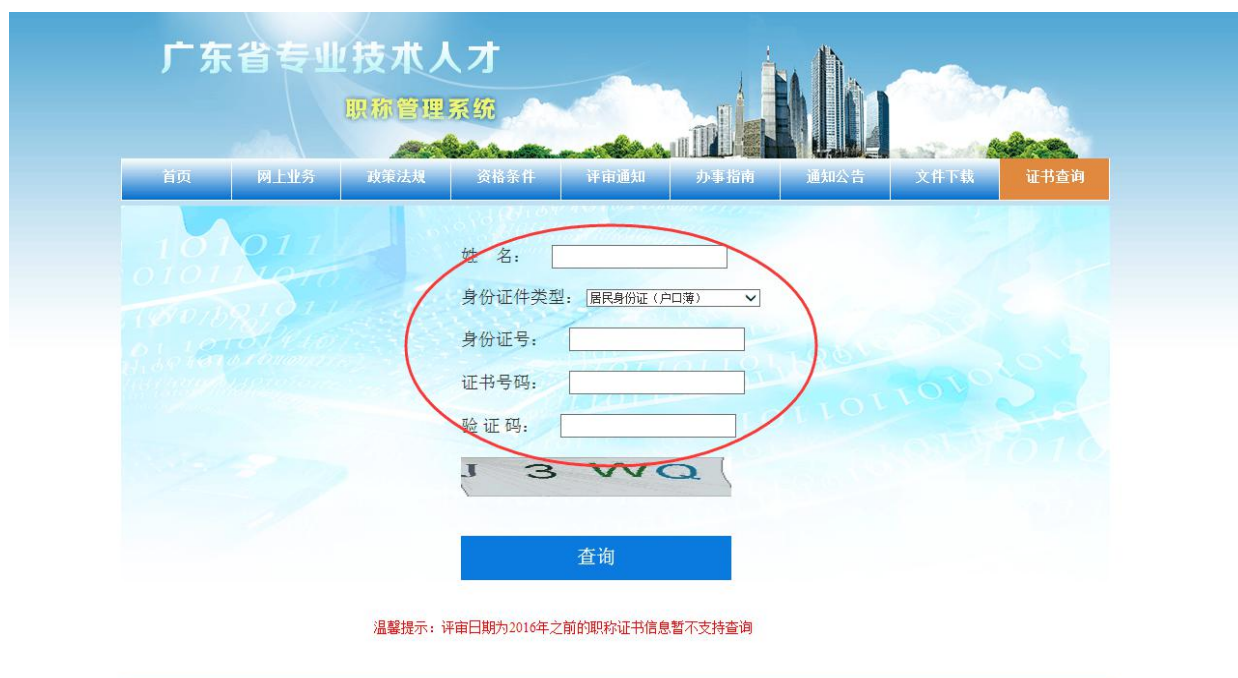 广东省专业技术人才
职称管理系统
首页 网上业务 政策法规 资格条件 评审通知 办事指南 通知公告 文件下载 证书查询
姓 名：
身份证件类型： 居民身份证（户口薄）
身份证号：
证书号码：
验 证 码：
J 3 W Q
查询
温馨提示：评审日期为2016年之前的职称证书信息暂不支持查询